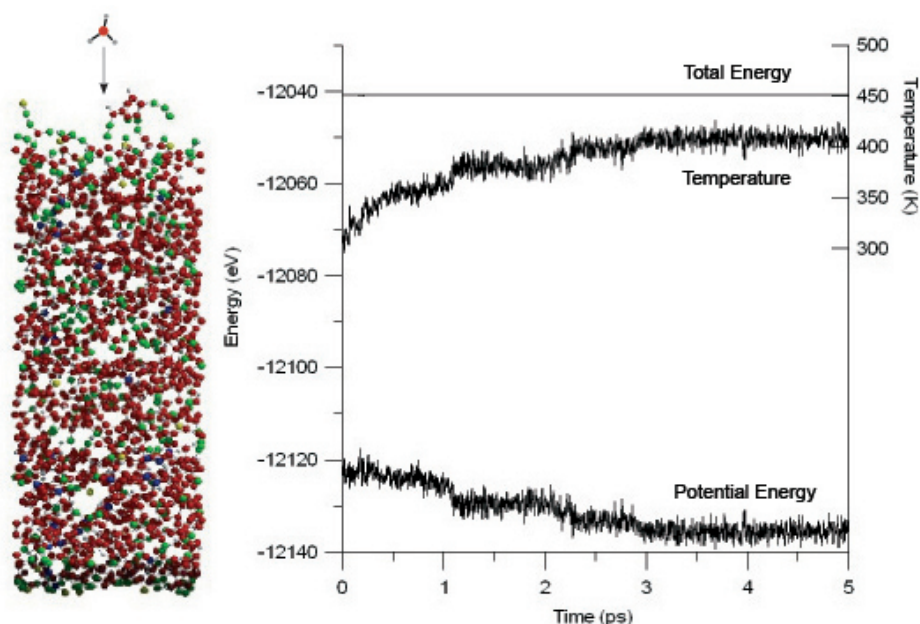 Total Energy
Temperature
Potential Energy
Energy (eV)
-12040
-12060
-12080
-12100
-12120
-12140
Temperature (K)
500
450
400
350
300
0 1 2 3 4 5
Time (ps)